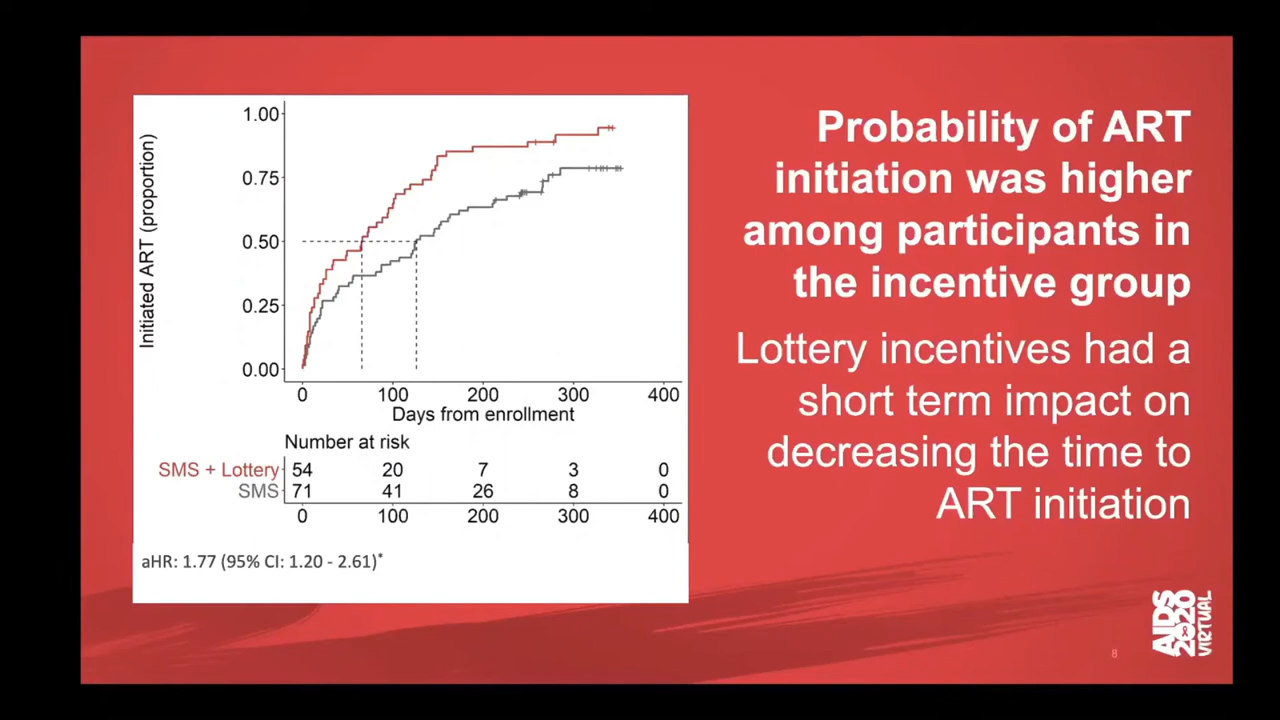 Probability of ART
initiation was higher
among participants in
the incentive group
Lottery incentives had a
short term impact on
decreasing the time to
ART initiation
Initiated ART (proportion)
1.00
0.75
0.50
0.25
0.00
0 100 200 300 400
Days from enrollment
Number at risk
SMS + Lottery 54 20 7 3 0
SMS 71 41 26 8 0
0 100 200 300 400
aHR: 1.77 (95% CI: 1.20 - 2.61)*
AIDS
2020
VIRTUAL
8